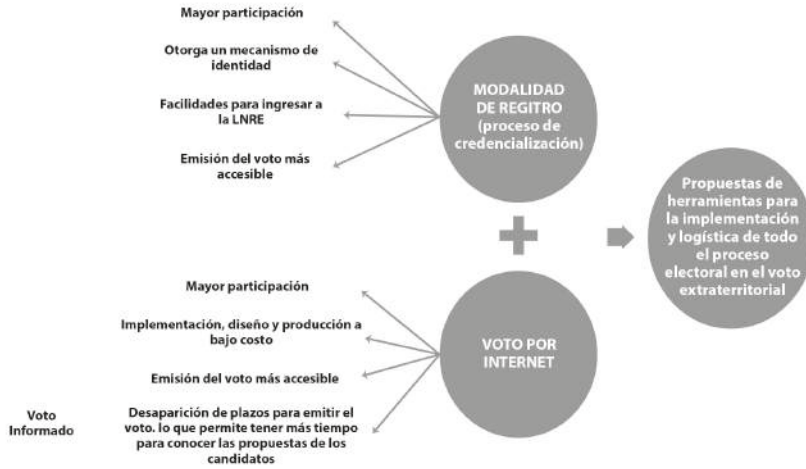 Mayor participación
Otorga un mecanismo de
identidad
Facilidades para ingresar a
la LNRE
Emisión del voto más
accesible
MODALIDAD
DE REGITRO
(proceso de
credencialización)
Propuestas de
herramientas para
la implementación
y logística de todo
el proceso
electoral en el voto
extraterritorial
Mayor participación
Implementación, diseño y producción a
bajo costo
Emisión del voto más accesible
Desaparición de plazos para emitir el
voto. lo que permite tener más tiempo
para conocer las propuestas de los
candidatos
Voto
Informado
VOTO POR
INTERNET